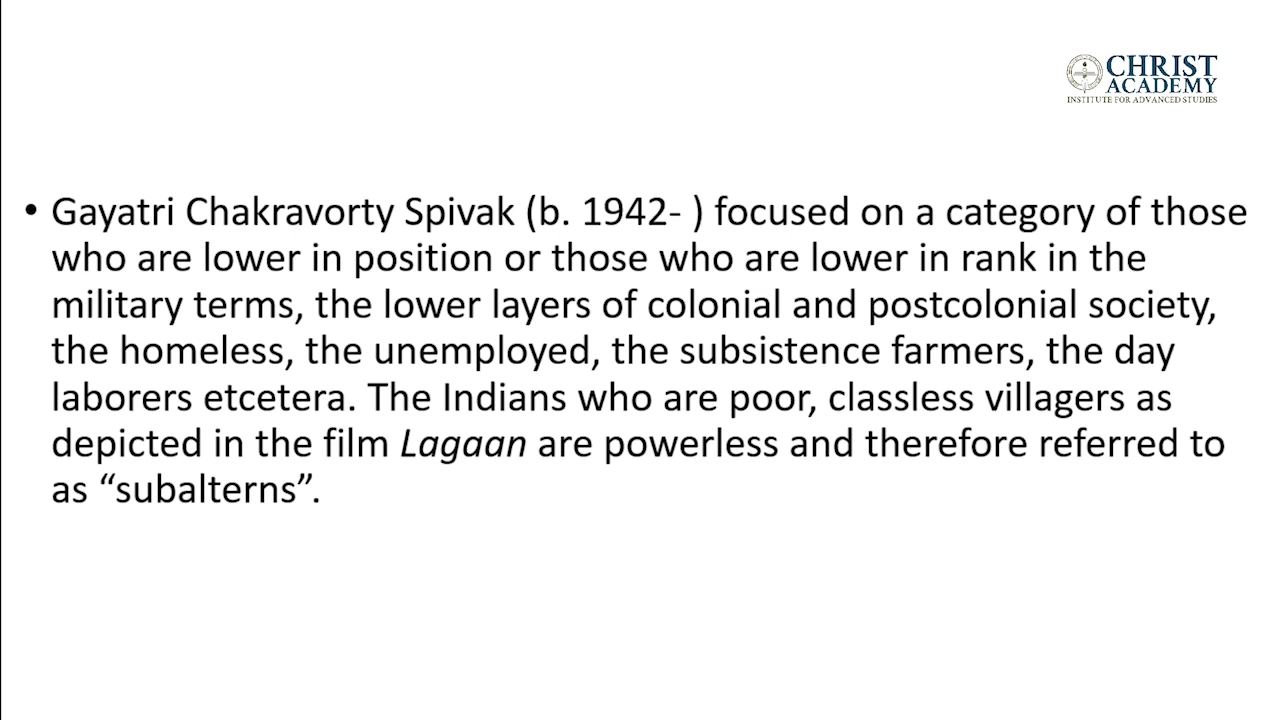 CHRIST
ACADEMY
INSTITUTE FOR ADVANCED STUDIES
• Gayatri Chakravorty Spivak (b. 1942- ) focused on a category of those
who are lower in position or those who are lower in rank in the
military terms, the lower layers of colonial and postcolonial society,
the homeless, the unemployed, the subsistence farmers, the day
laborers etcetera. The Indians who are poor, classless villagers as
depicted in the film Lagaan are powerless and therefore referred to
as “subalterns”.